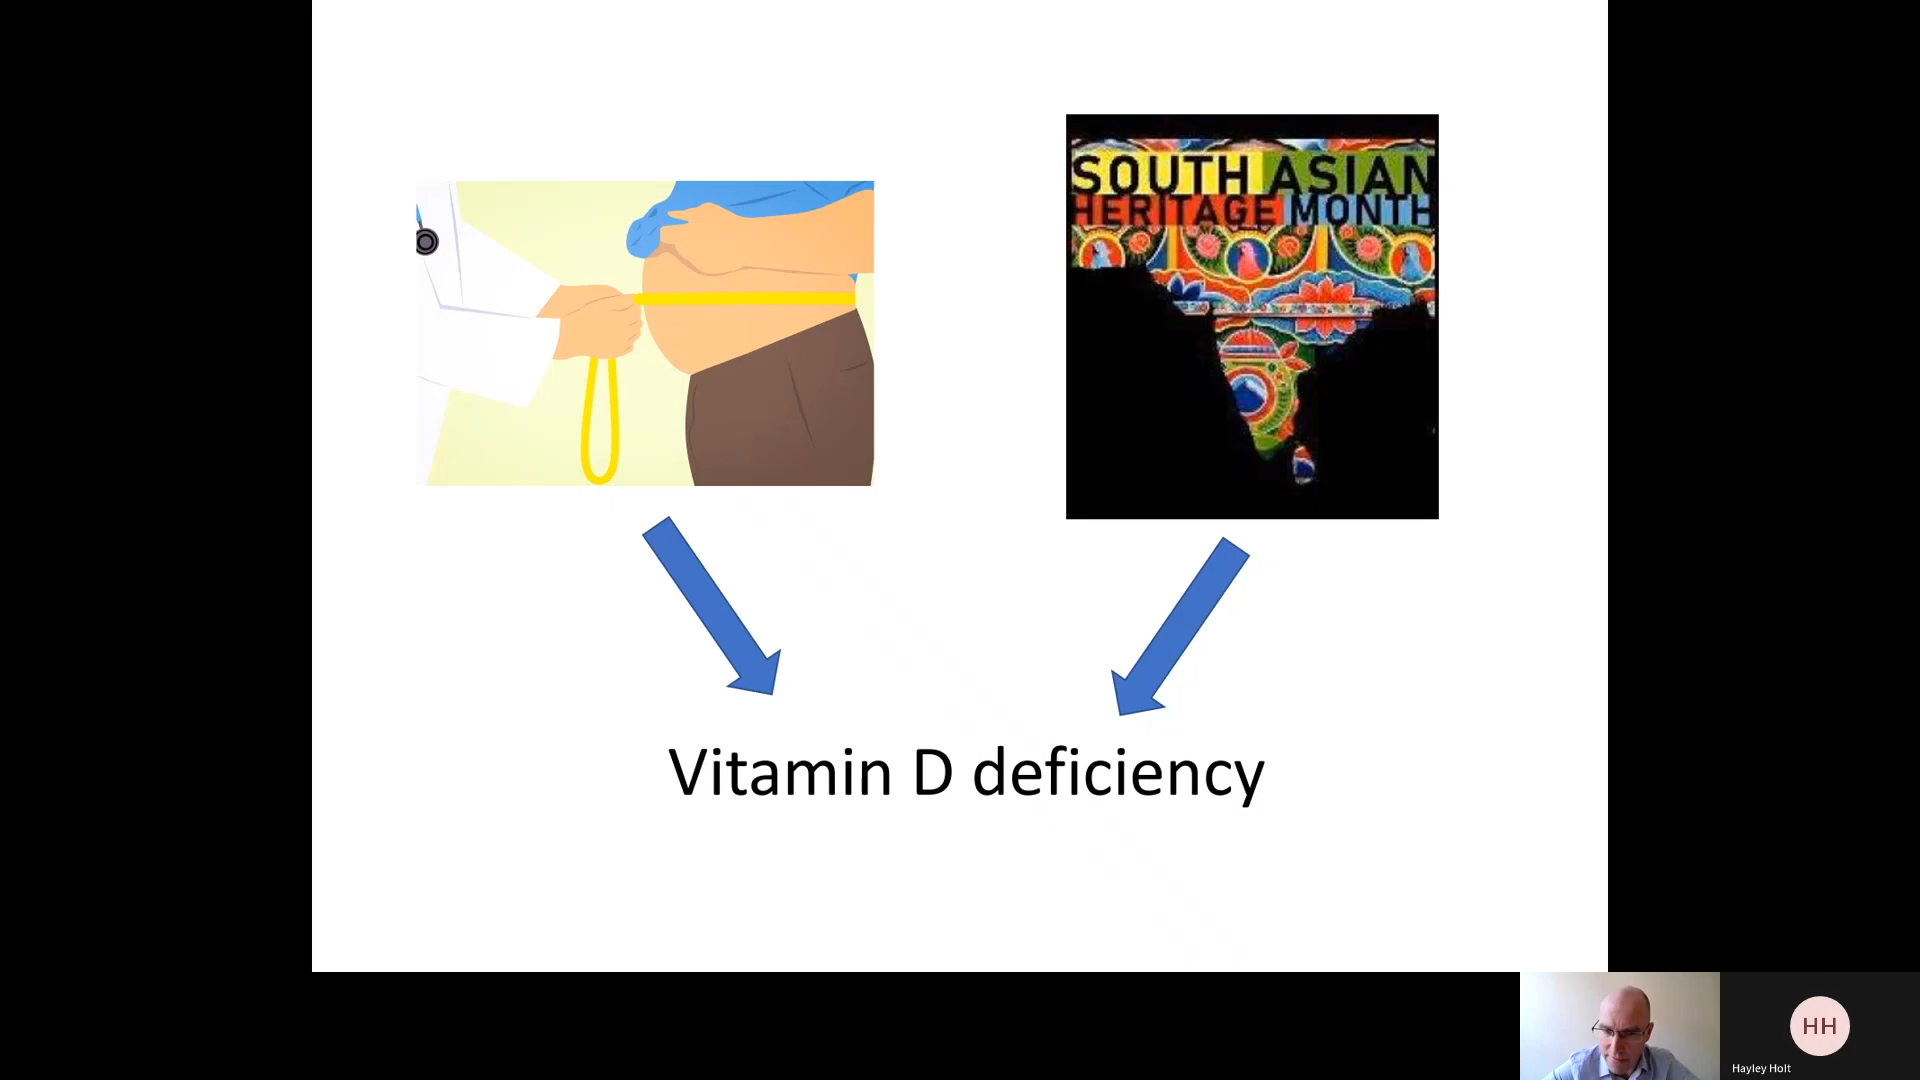 SOUTH ASIAN
HERITAGE MONTH
Vitamin D deficiency
HH
Hayley Holt